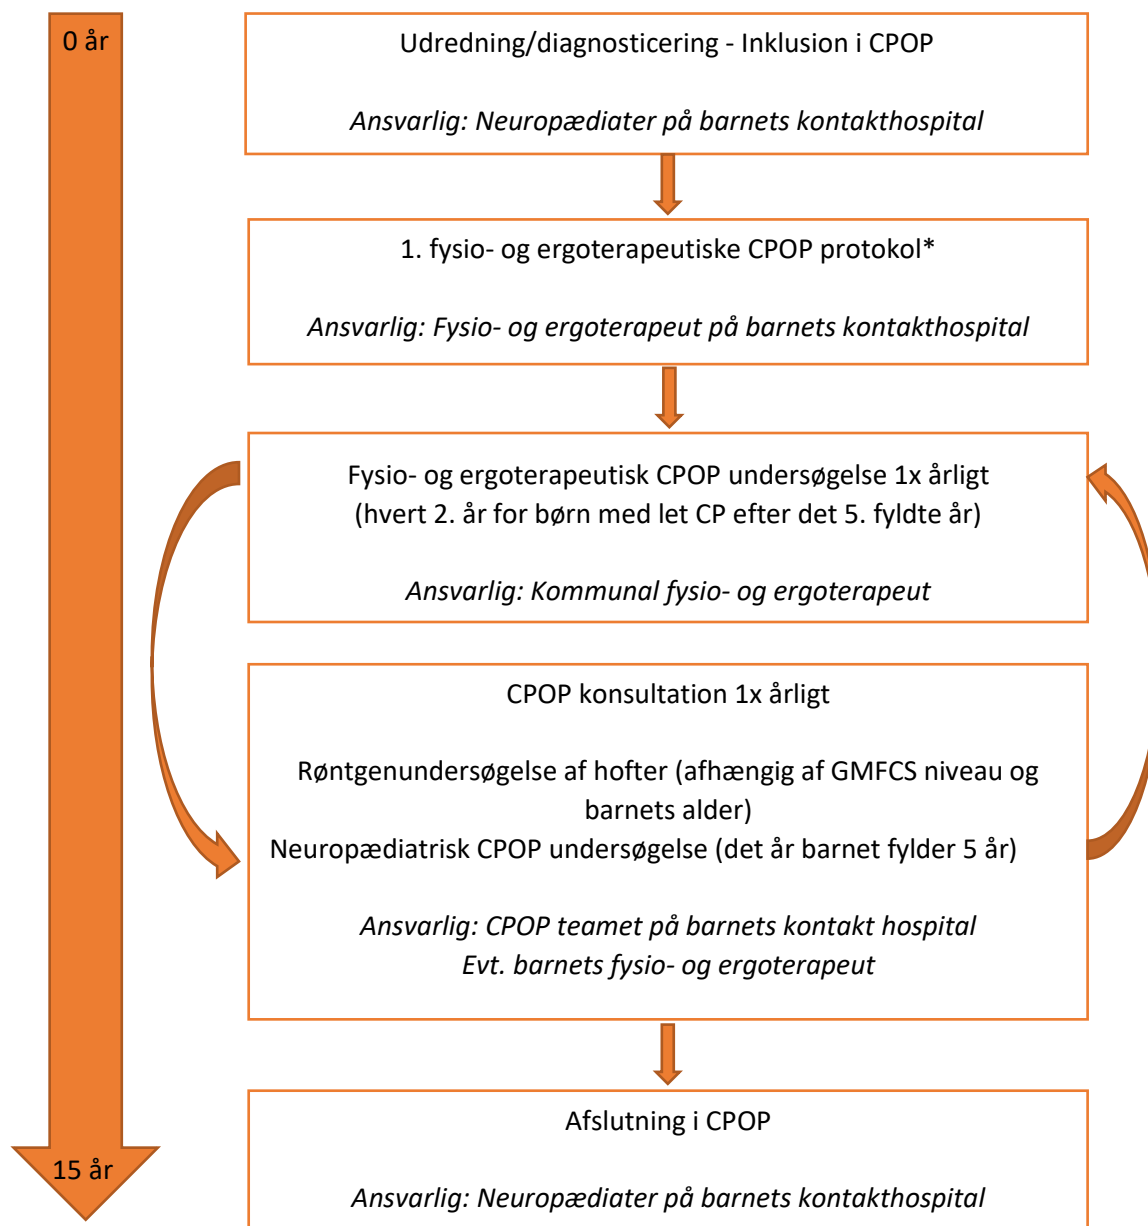 0 år
Udredning/diagnosticering - Inklusion i CPOP
Ansvarlig: Neuropædiater på barnets kontakthospital
1. fysio- og ergoterapeutiske CPOP protokol*
Ansvarlig: Fysio- og ergoterapeut på barnets kontakthospital
Fysio- og ergoterapeutisk CPOP undersøgelse 1x årligt
(hvert 2. år for børn med let CP efter det 5. fyldte år)
Ansvarlig: Kommunal fysio- og ergoterapeut
CPOP konsultation 1x årligt
Røntgenundersøgelse af hofter (afhængig af GMFCS niveau og
barnets alder)
Neuropædiatrisk CPOP undersøgelse (det år barnet fylder 5 år)
Ansvarlig: CPOP teamet på barnets kontakt hospital
Evt. barnets fysio- og ergoterapeut
Afslutning i CPOP
15 år
Ansvarlig: Neuropædiater på barnets kontakthospital